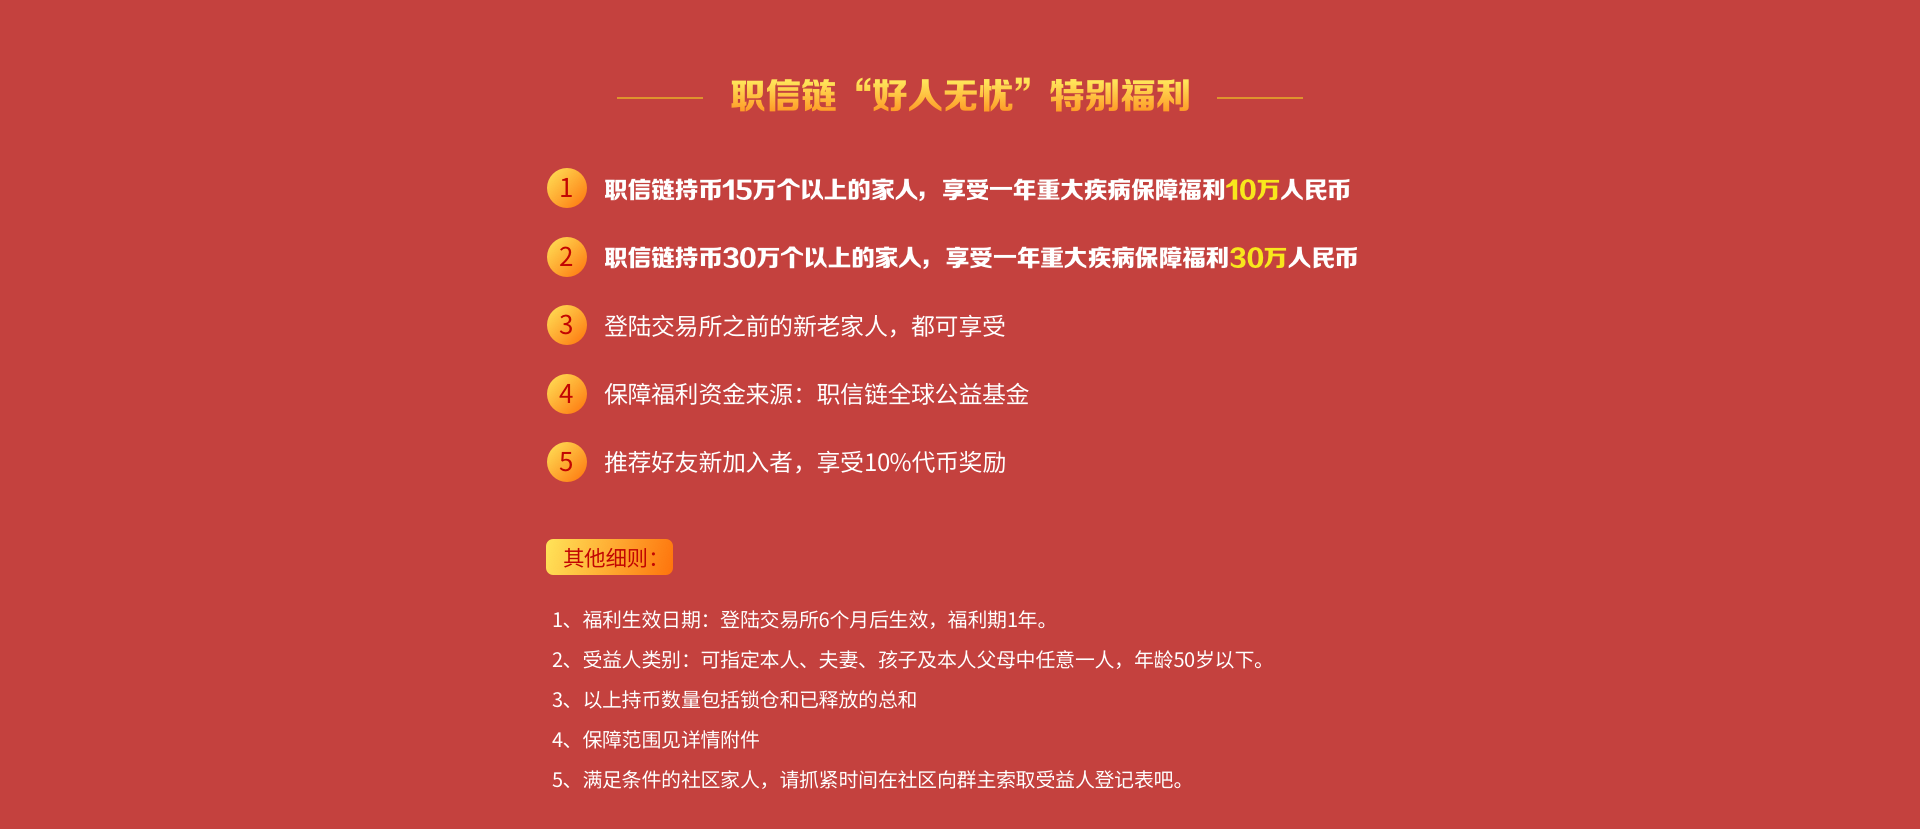 职信链“好人无忧”特别福利
1 职信链持币15万个以上的家人，享受一年重大疾病保障福利10万人民币
2 职信链持币30万个以上的家人，享受一年重大疾病保障福利30万人民币
3 登陆交易所之前的新老家人，都可享受
4 保障福利资金来源：职信链全球公益基金
5 推荐好友新加入者，享受10%代币奖励
其他细则：
1、福利生效日期：登陆交易所6个月后生效，福利期1年。
2、受益人类别：可指定本人、夫妻、孩子及本人父母中任意一人，年龄50岁以下。
3、以上持币数量包括锁仓和已释放的总和
4、保障范围见详情附件
5、满足条件的社区家人，请抓紧时间在社区向群主索取受益人登记表吧。